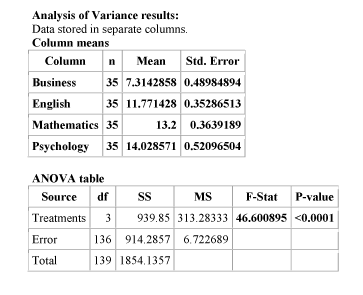 Analysis of Variance results:
Data stored in separate columns.
Column means
Column n Mean Std. Error
Business 35 7.3142858 0.48984894
English 35 11.771428 0.35286513
Mathematics 35 13.2 0.3639189
Psychology 35 14.028571 0.52096504
ANOVA table
Source df SS MS F-Stat P-value
Treatments 3 939.85 313.28333 46.600895 <0.0001
Error 136 914.2857 6.722689
Total 139 1854.1357